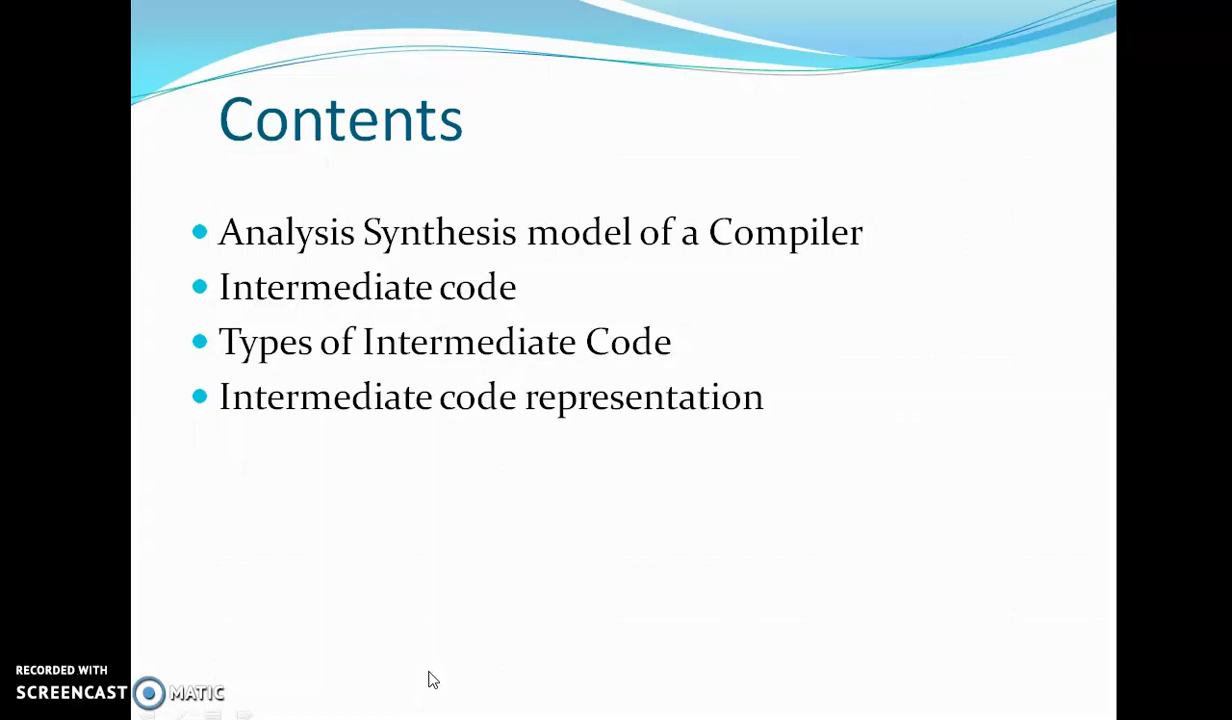 Contents
Analysis Synthesis model of a Compiler
Intermediate code
Types of Intermediate Code
Intermediate code representation
RECORDED WITH
SCREENCAST MATIC